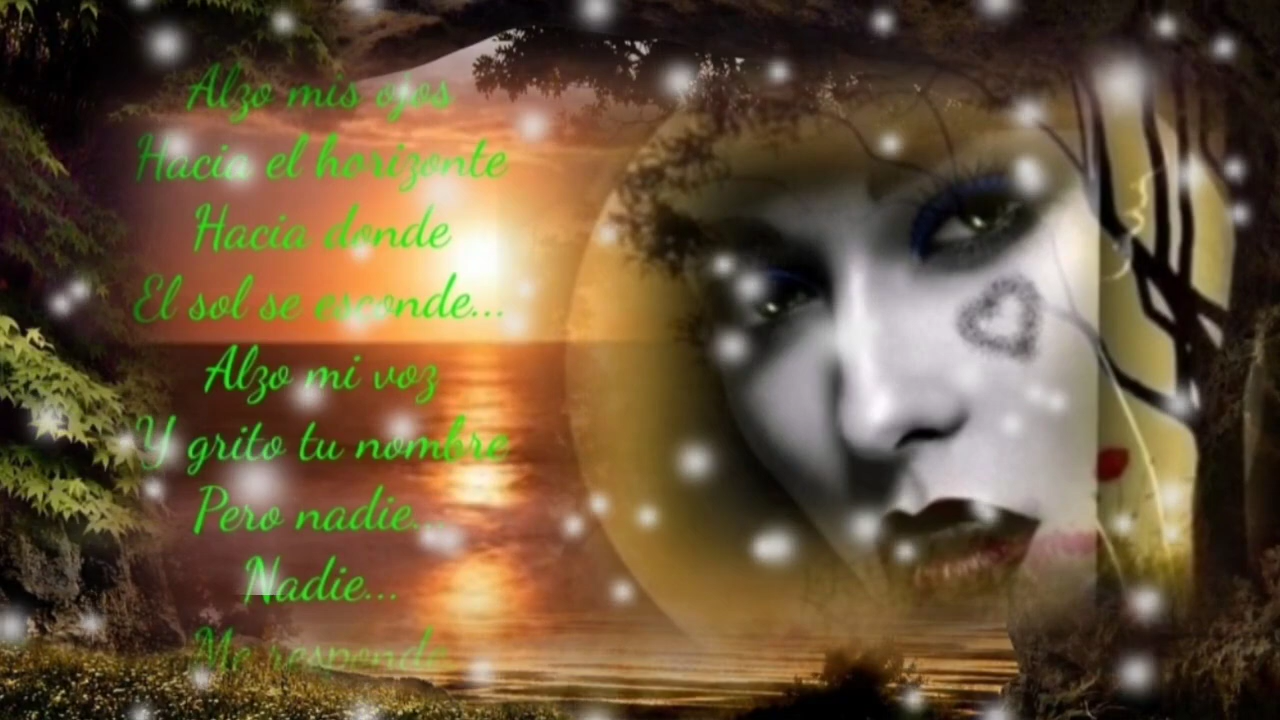 Alzo mis ojos
Hacia el horizonte
Hacia donde
El sol se esconde...
Alzo mi voz
Y grito tu nombre
Pero nadie...
Nadie...
Me responde